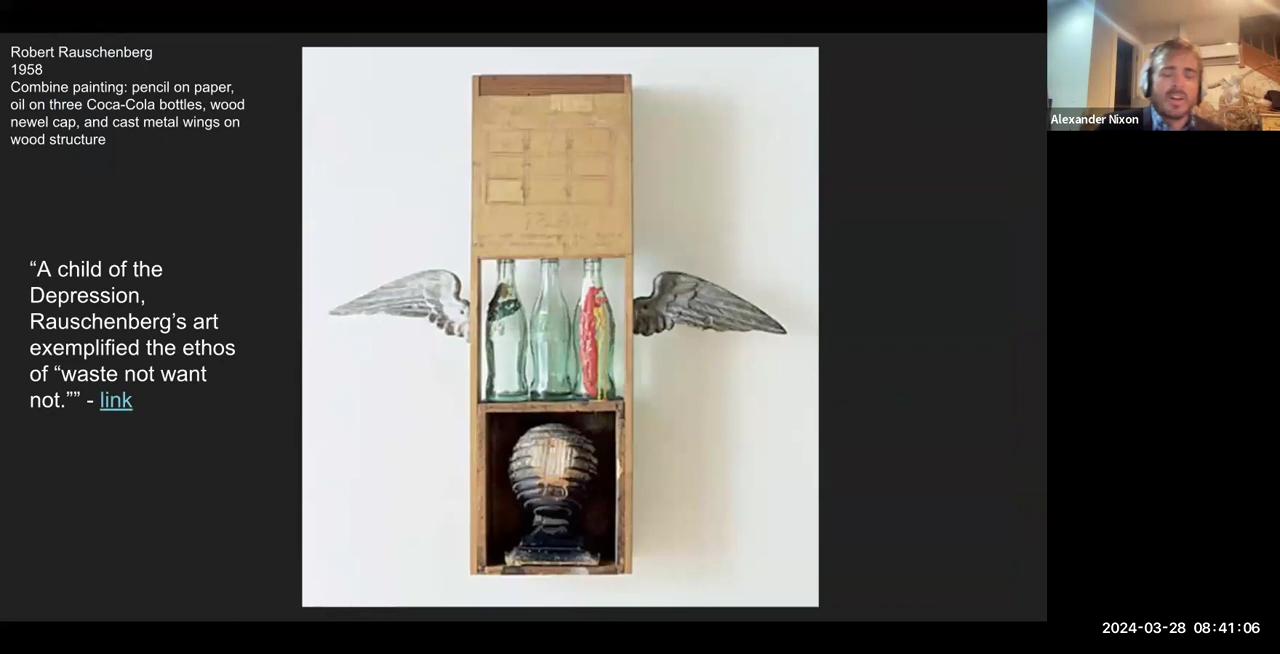 Robert Rauschenberg
1958
Combine painting: pencil on paper,
oil on three Coca-Cola bottles, wood
newel cap, and cast metal wings on
wood structure
“A child of the
Depression,
Rauschenberg’s art
exemplified the ethos
of “waste not want
not.”” - link
Alexander Nixon
2024-03-28 08:41:06